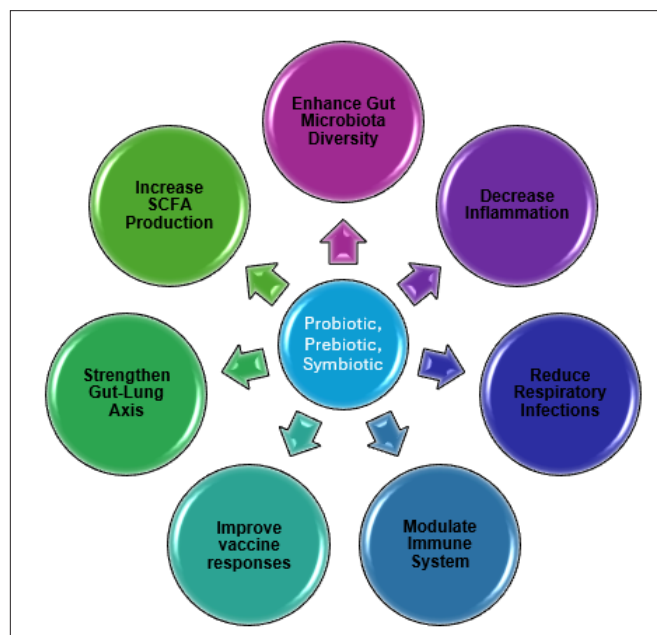 Enhance Gut
Microbiota
Diversity
Decrease
Inflammation
Reduce
Respiratory
Infections
Modulate
Immune
System
Improve
vaccine
responses
Strengthen
Gut-Lung
Axis
Increase
SCFA
Production
Probiotic,
Prebiotic,
Symbiotic